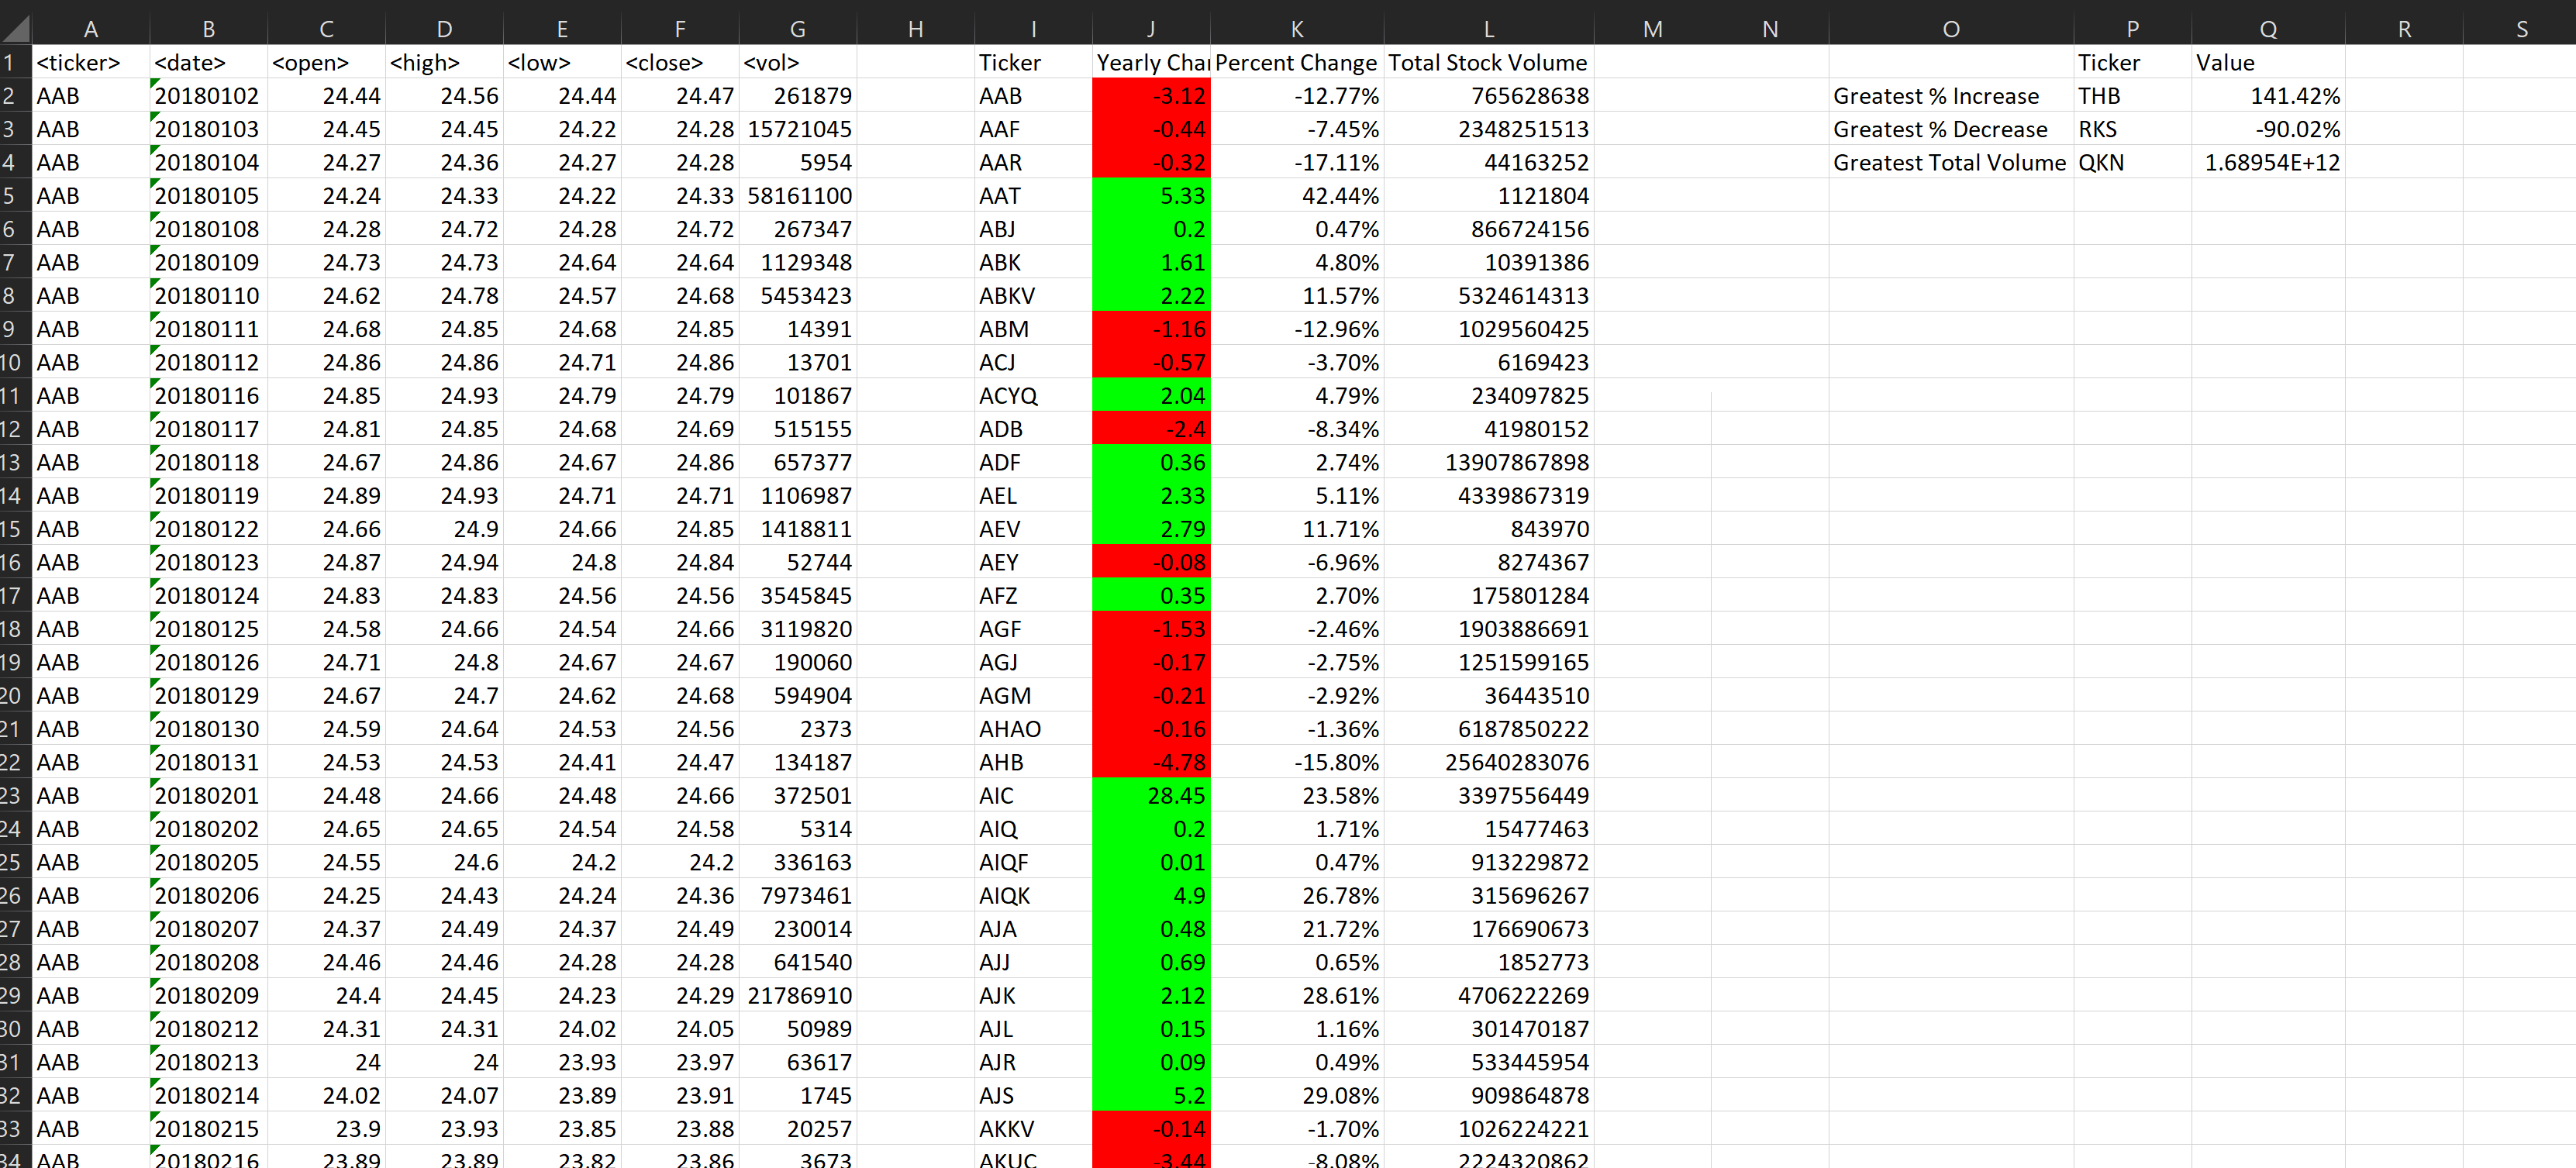 A B C D E F G H I J K L M N O P Q R S
1 <ticker> <date> <open> <high> <low> <close> <vol> Ticker Yearly Char Percent Change Total Stock Volume Ticker Value
2 AAB 20180102 24.44 24.56 24.44 24.47 261879 AAB -3.12 -12.77% 765628638 Greatest % Increase THB 141.42%
3 AAB 20180103 24.45 24.45 24.22 24.28 15721045 AAF -0.44 -7.45% 2348251513 Greatest % Decrease RKS -90.02%
4 AAB 20180104 24.27 24.36 24.27 24.28 5954 AAR -0.32 -17.11% 44163252 Greatest Total Volume QKN 1.68954E+12
5 AAB 20180105 24.24 24.33 24.22 24.33 58161100 AAT 5.33 42.44% 1121804
6 AAB 20180108 24.28 24.72 24.28 24.72 267347 ABJ 0.2 0.47% 866724156
7 AAB 20180109 24.73 24.73 24.64 24.64 1129348 ABK 1.61 4.80% 10391386
8 AAB 20180110 24.62 24.78 24.57 24.68 5453423 ABKV 2.22 11.57% 5324614313
9 AAB 20180111 24.68 24.85 24.68 24.85 14391 ABM -1.16 -12.96% 1029560425
10 AAB 20180112 24.86 24.86 24.71 24.86 13701 ACJ -0.57 -3.70% 6169423
11 AAB 20180116 24.85 24.93 24.79 24.79 101867 ACYQ 2.04 4.79% 234097825
12 AAB 20180117 24.81 24.85 24.68 24.69 515155 ADB -2.4 -8.34% 41980152
13 AAB 20180118 24.67 24.86 24.67 24.86 657377 ADF 0.36 2.74% 13907867898
14 AAB 20180119 24.89 24.93 24.71 24.71 1106987 AEL 2.33 5.11% 4339867319
15 AAB 20180122 24.66 24.9 24.66 24.85 1418811 AEV 2.79 11.71% 843970
16 AAB 20180123 24.87 24.94 24.8 24.84 52744 AEY -0.08 -6.96% 8274367
17 AAB 20180124 24.83 24.83 24.56 24.56 3545845 AFZ 0.35 2.70% 175801284
18 AAB 20180125 24.58 24.66 24.54 24.66 3119820 AGF -1.53 -2.46% 1903886691
19 AAB 20180126 24.71 24.8 24.67 24.67 190060 AGJ -0.17 -2.75% 1251599165
20 AAB 20180129 24.67 24.7 24.62 24.68 594904 AGM -0.21 -2.92% 36443510
21 AAB 20180130 24.59 24.64 24.53 24.56 2373 AHAO -0.16 -1.36% 6187850222
22 AAB 20180131 24.53 24.53 24.41 24.47 134187 AHB -4.78 -15.80% 25640283076
23 AAB 20180201 24.48 24.66 24.48 24.66 372501 AIC 28.45 23.58% 3397556449
24 AAB 20180202 24.65 24.65 24.54 24.58 5314 AIQ 0.2 1.71% 15477463
25 AAB 20180205 24.55 24.6 24.2 24.2 336163 AIQF 0.01 0.47% 913229872
26 AAB 20180206 24.25 24.43 24.24 24.36 7973461 AIQK 4.9 26.78% 315696267
27 AAB 20180207 24.37 24.49 24.37 24.49 230014 AJA 0.48 21.72% 176690673
28 AAB 20180208 24.46 24.46 24.28 24.28 641540 AJJ 0.69 0.65% 1852773
29 AAB 20180209 24.4 24.45 24.23 24.29 21786910 AJK 2.12 28.61% 4706222269
30 AAB 20180212 24.31 24.31 24.02 24.05 50989 AJL 0.15 1.16% 301470187
31 AAB 20180213 24 24 23.93 23.97 63617 AJR 0.09 0.49% 533445954
32 AAB 20180214 24.02 24.07 23.89 23.91 1745 AJS 5.2 29.08% 909864878
33 AAB 20180215 23.9 23.93 23.85 23.88 20257 AKKV -0.14 -1.70% 1026224221
34 AAB 20180216 23.89 23.89 23.82 23.86 3673 AKUC -3.44 -8.08% 2224320862